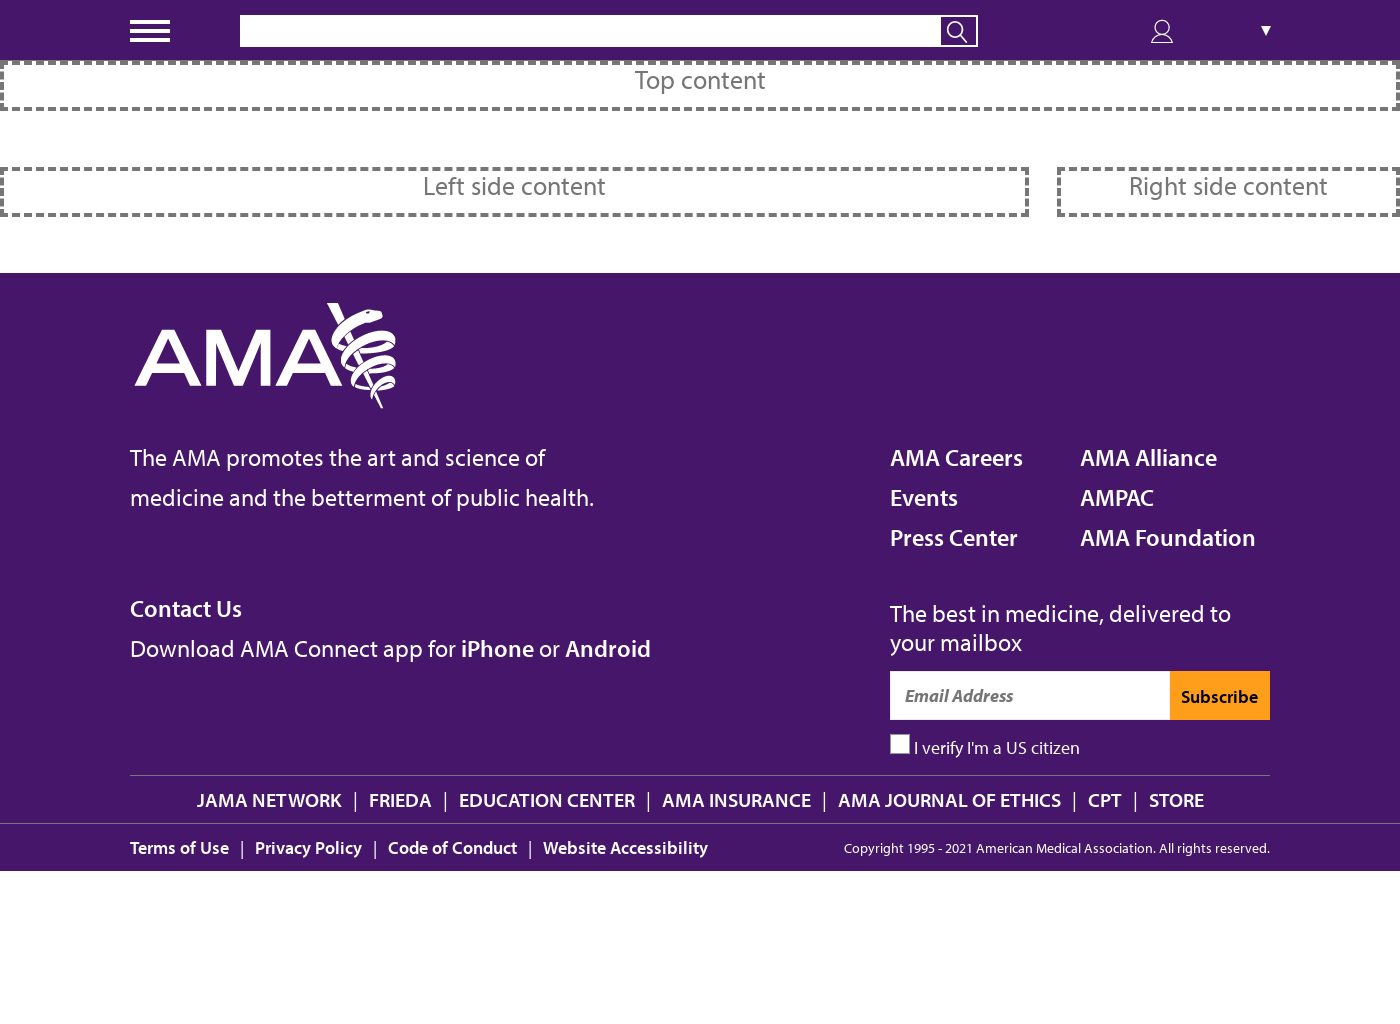 Top content
Left side content
Right side content
AMA
The AMA promotes the art and science of
medicine and the betterment of public health.
AMA Careers
Events
Press Center
AMA Alliance
AMPAC
AMA Foundation
Contact Us
Download AMA Connect app for iPhone or Android
The best in medicine, delivered to
your mailbox
Email Address
Subscribe
I verify I'm a US citizen
JAMA NETWORK | FRIEDA | EDUCATION CENTER | AMA INSURANCE | AMA JOURNAL OF ETHICS | CPT | STORE
Terms of Use | Privacy Policy | Code of Conduct | Website Accessibility
Copyright 1995 - 2021 American Medical Association. All rights reserved.